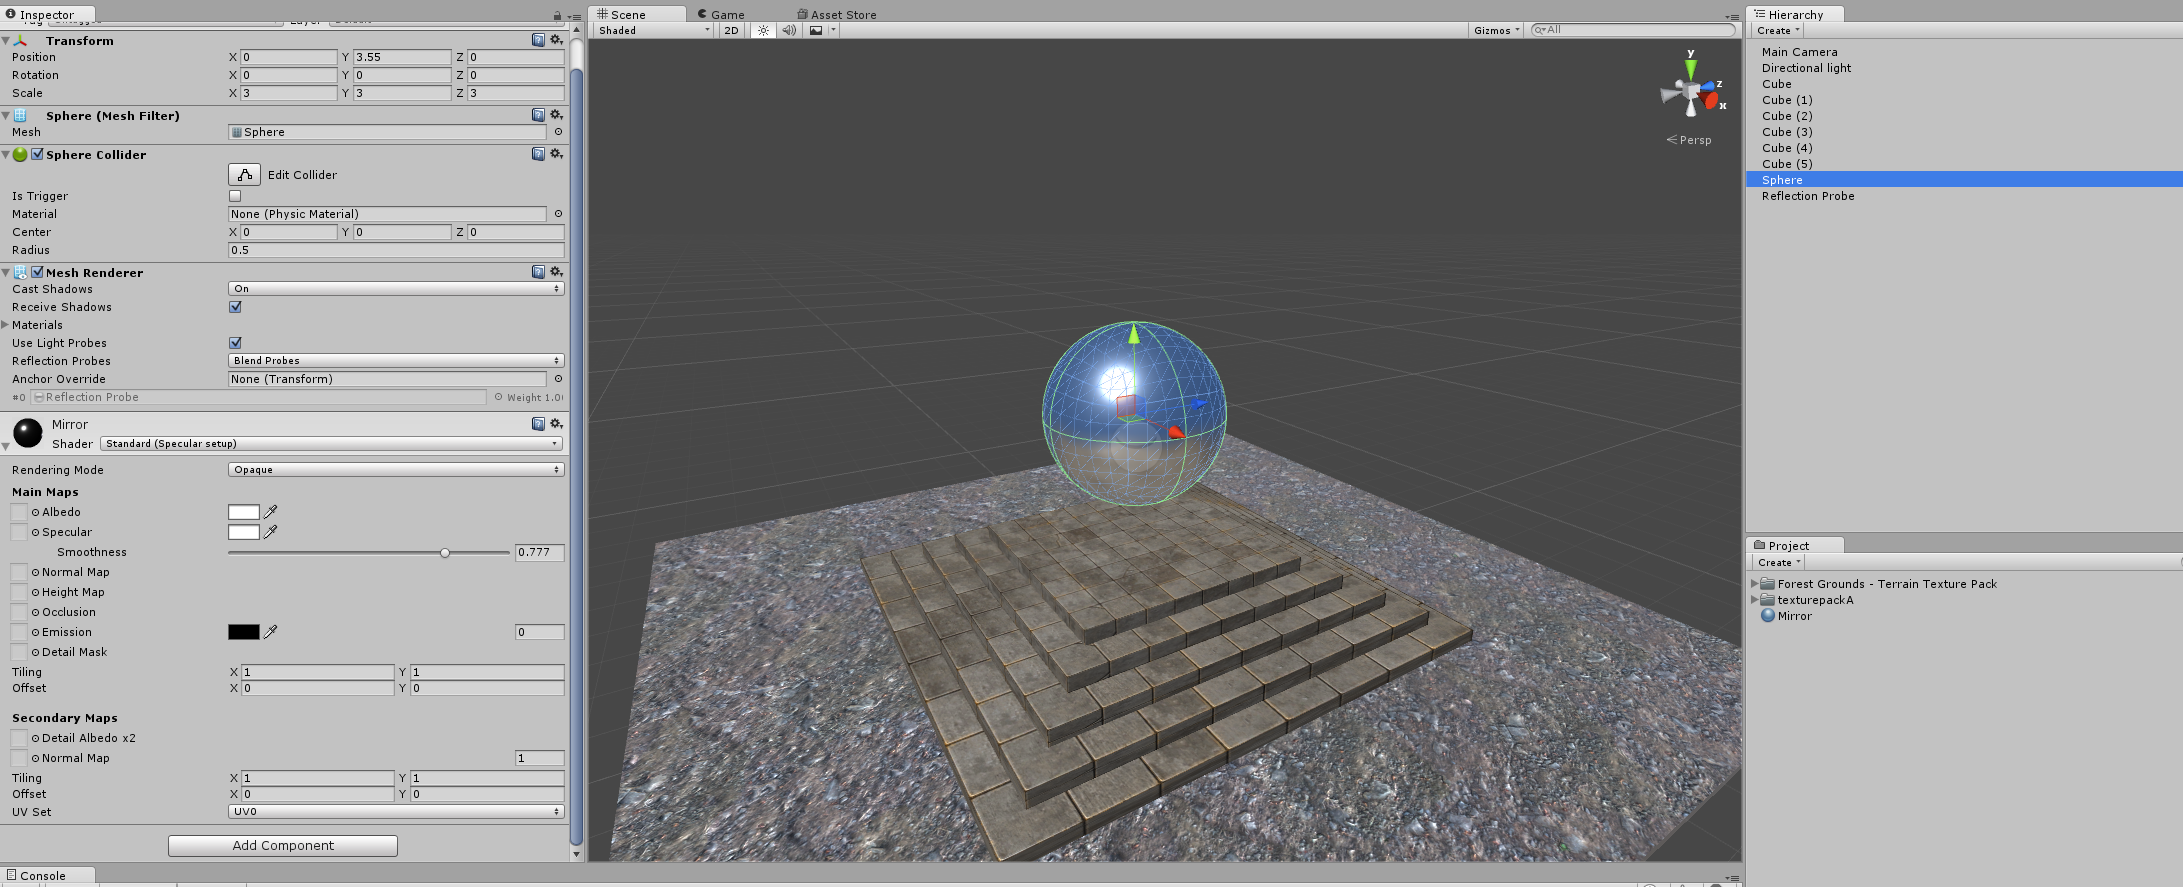 Inspector
Tag Untagged Layer Default
Transform
Position X 0 Y 3.55 Z 0
Rotation X 0 Y 0 Z 0
Scale X 3 Y 3 Z 3
Sphere (Mesh Filter)
Mesh Sphere
Sphere Collider
Edit Collider
Is Trigger
Material None (Physic Material)
Center X 0 Y 0 Z 0
Radius 0.5
Mesh Renderer
Cast Shadows On
Receive Shadows
Materials
Use Light Probes
Reflection Probes Blend Probes
Anchor Override None (Transform)
#0 Reflection Probe Weight 1.0
Mirror
Shader Standard (Specular setup)
Rendering Mode Opaque
Main Maps
Albedo
Specular
Smoothness 0.777
Normal Map
Height Map
Occlusion
Emission 0
Detail Mask
Tiling X 1 Y 1
Offset X 0 Y 0
Secondary Maps
Detail Albedo x2
Normal Map 1
Tiling X 1 Y 1
Offset X 0 Y 0
UV Set UV0
Add Component
Console
Scene Game Asset Store
Shaded 2D Gizmos All
y
z
x
Persp
Hierarchy
Create
Main Camera
Directional light
Cube
Cube (1)
Cube (2)
Cube (3)
Cube (4)
Cube (5)
Sphere
Reflection Probe
Project
Create
Forest Grounds - Terrain Texture Pack
texturepackA
Mirror